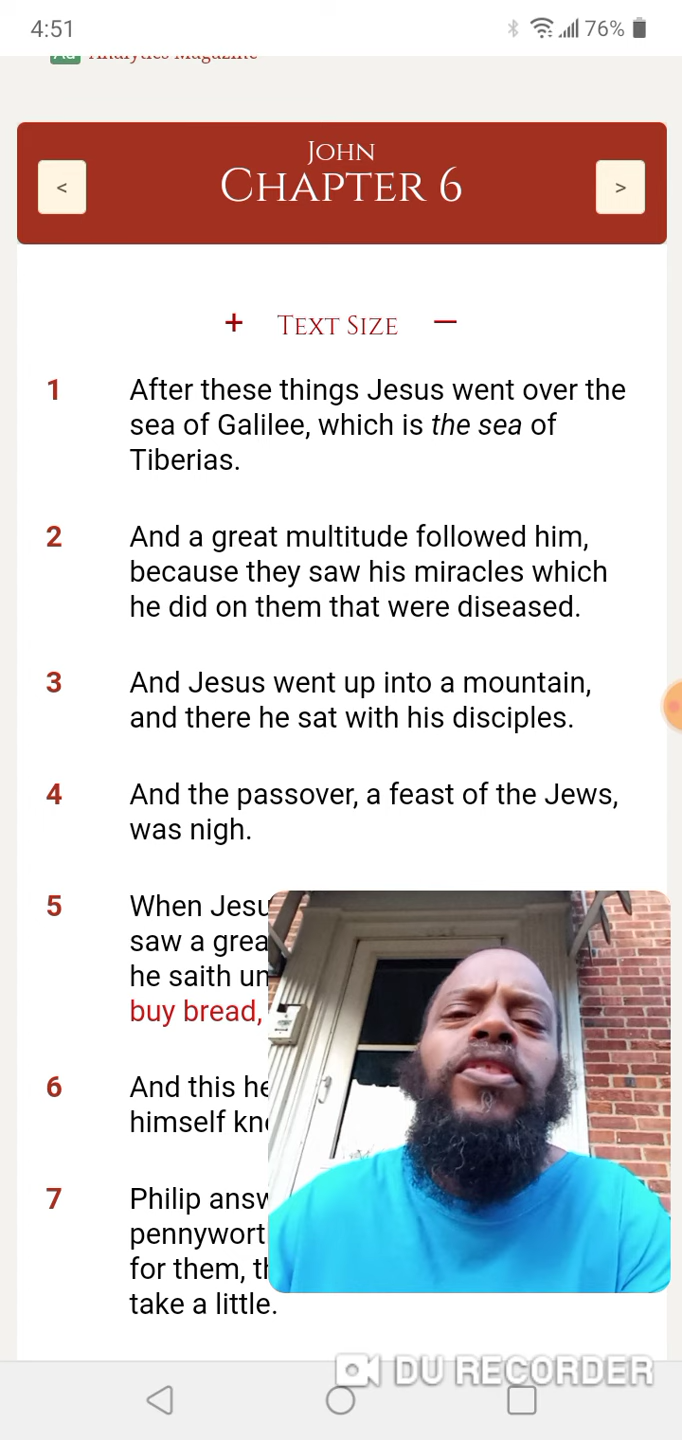 4:51
76%
JOHN
CHAPTER 6
<
>
+ TEXT SIZE −
1 After these things Jesus went over the
sea of Galilee, which is the sea of
Tiberias.
2 And a great multitude followed him,
because they saw his miracles which
he did on them that were diseased.
3 And Jesus went up into a mountain,
and there he sat with his disciples.
4 And the passover, a feast of the Jews,
was nigh.
5 When Jesu
saw a grea
he saith un
buy bread,
6 And this he
himself kn
7 Philip answ
pennywort
for them, th
take a little.
DU RECORDER